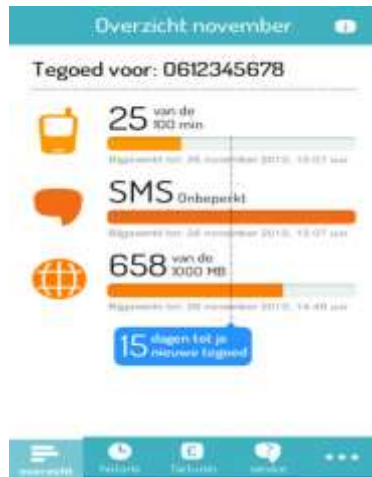 Overzicht november
Tegoed voor: 0612345678
25 van de
100 min
SMS Onbeperkt
658 van de
1000 MB
15 dagen tot je
nieuwe tegoed
overzicht historie facturen service